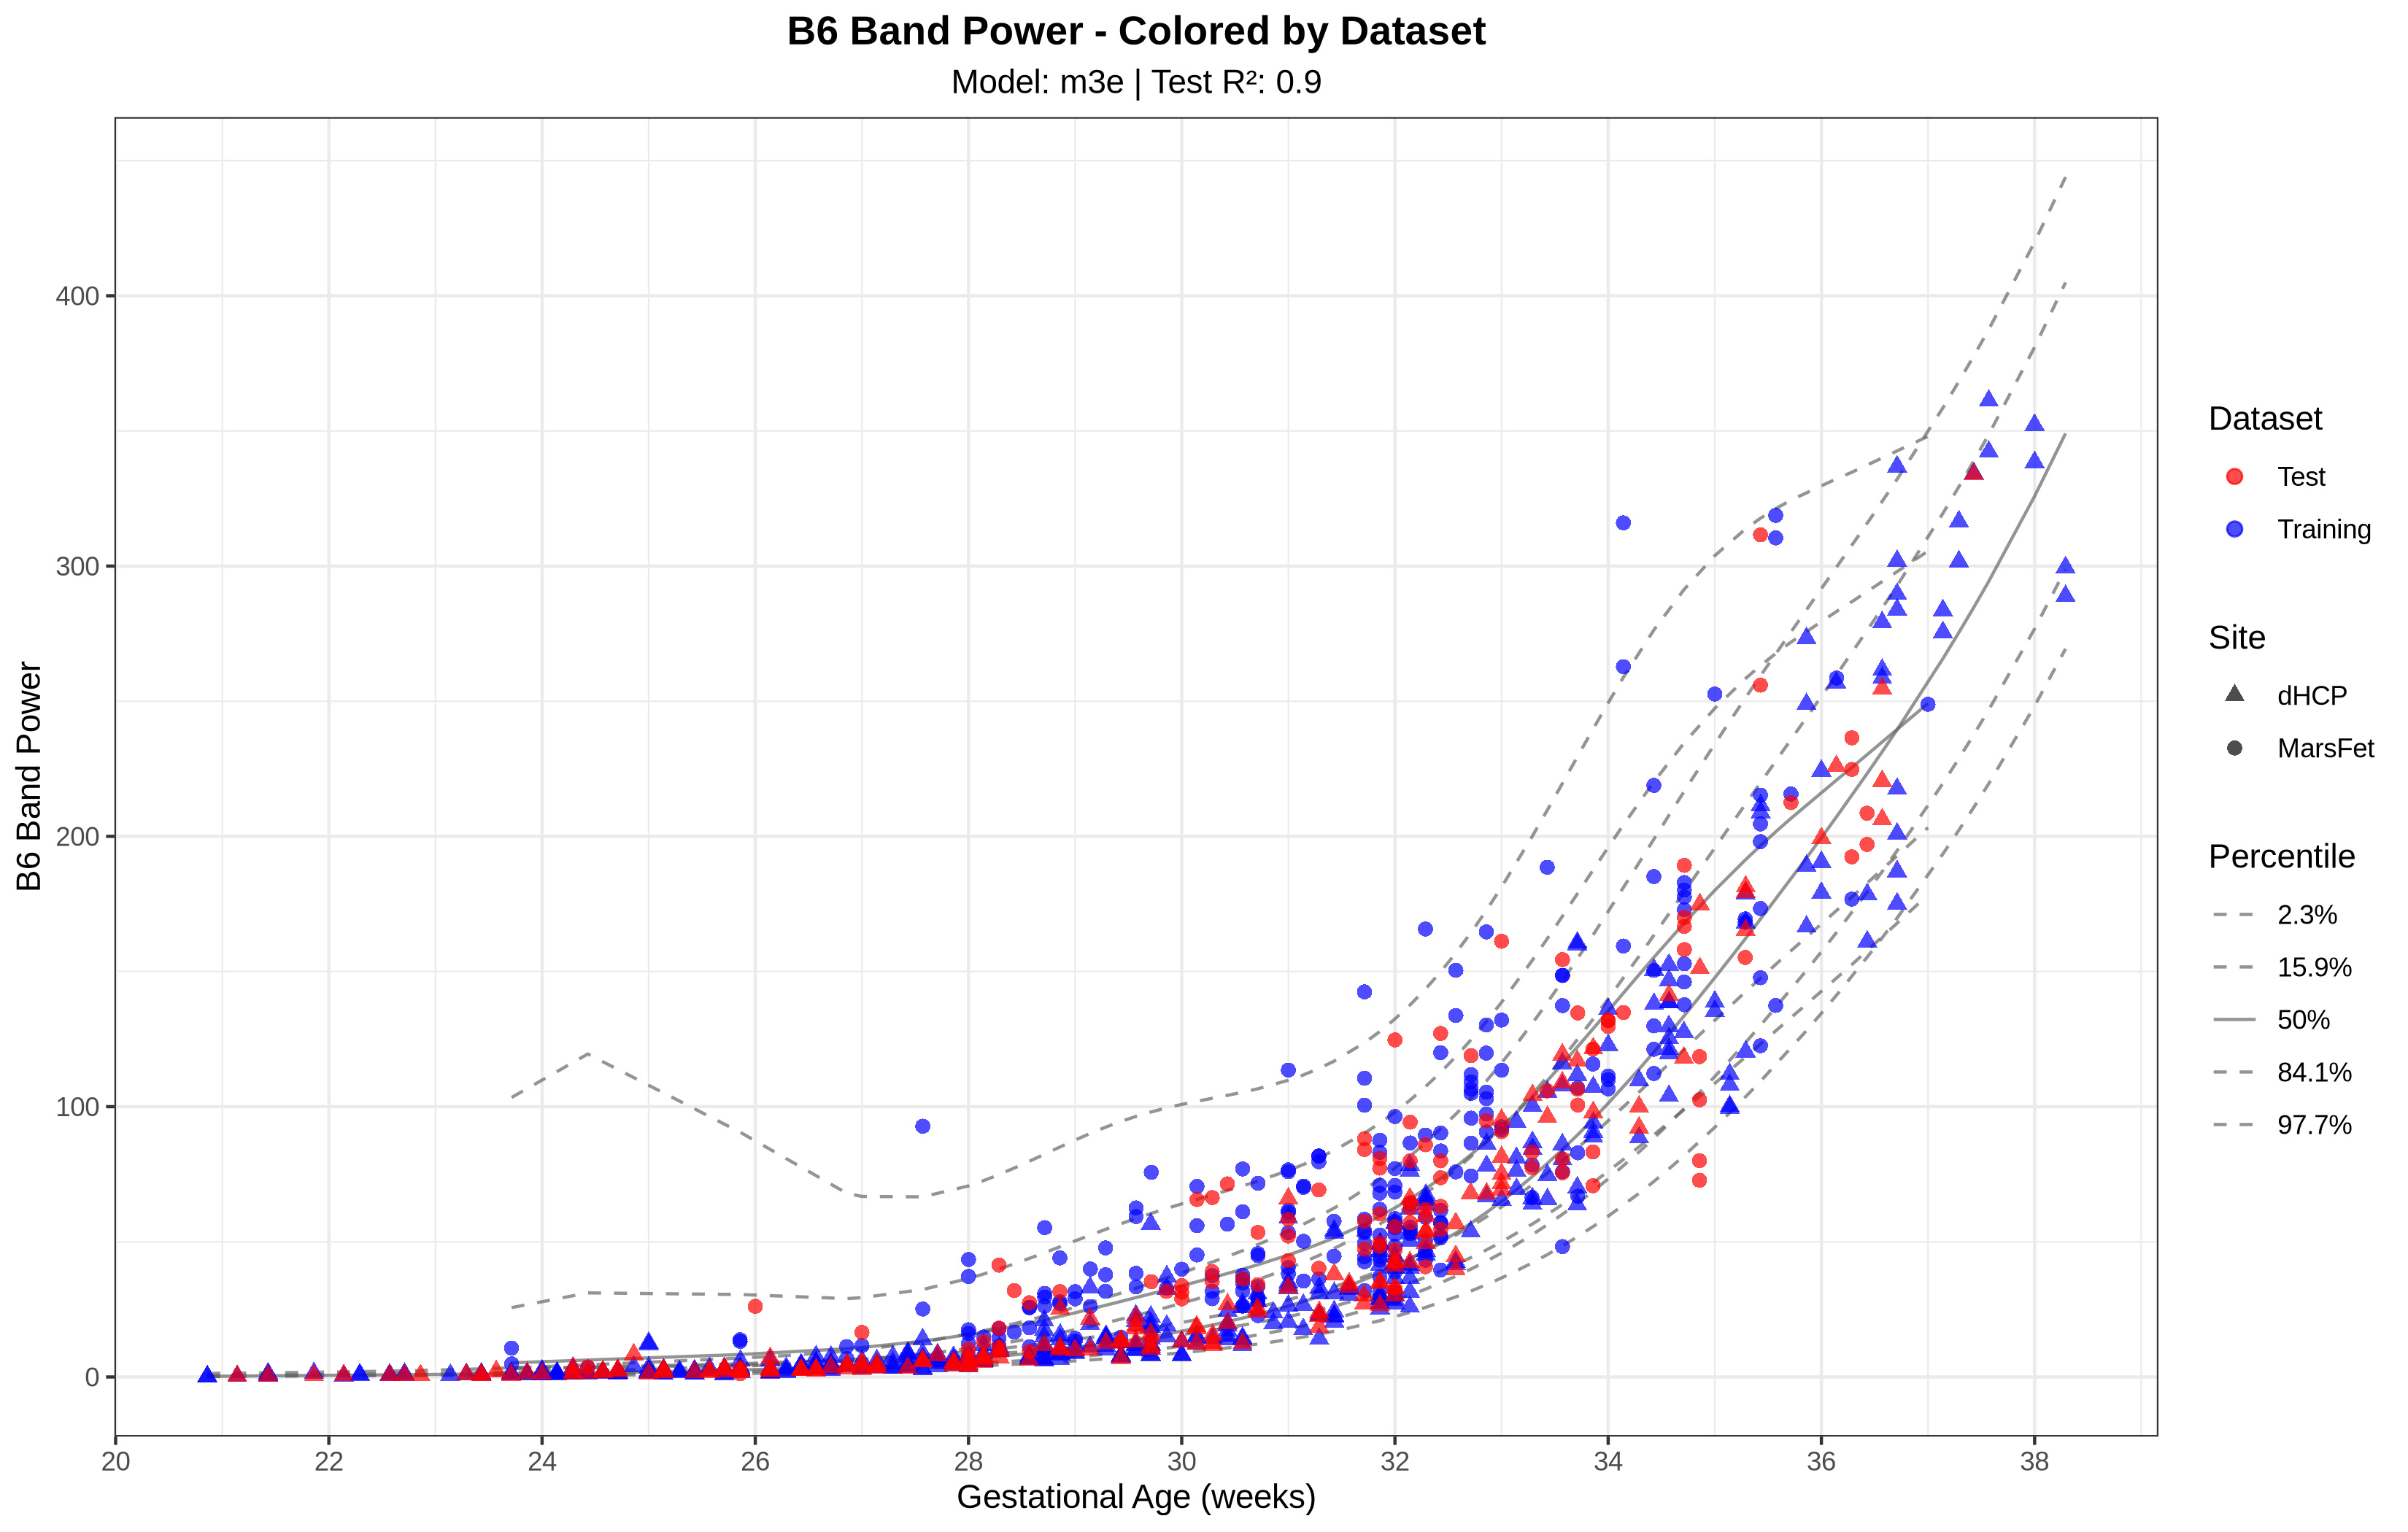 B6 Band Power - Colored by Dataset
Model: m3e | Test R²: 0.9
B6 Band Power
400
300
200
100
0
20 22 24 26 28 30 32 34 36 38
Gestational Age (weeks)
Dataset
Test
Training
Site
dHCP
MarsFet
Percentile
2.3%
15.9%
50%
84.1%
97.7%